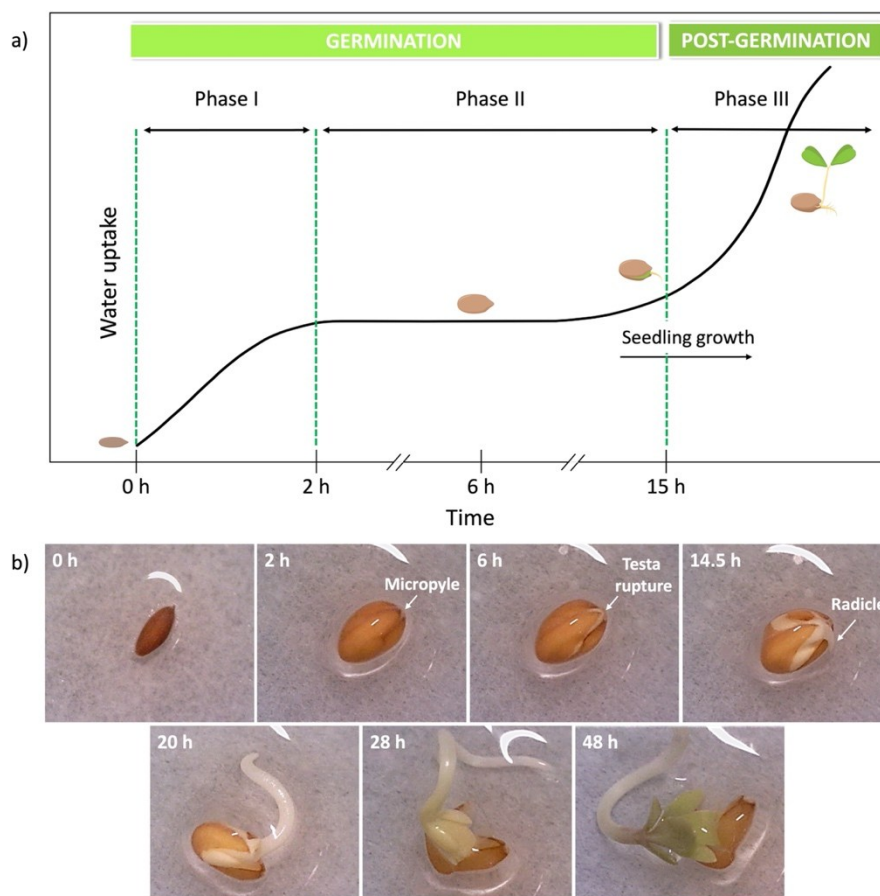 a)
GERMINATION
POST-GERMINATION
Phase I
Phase II
Phase III
Water uptake
Seedling growth
0 h
2 h
6 h
15 h
Time
b)
0 h
2 h
Micropyle
6 h
Testa
rupture
14.5 h
Radicle
20 h
28 h
48 h